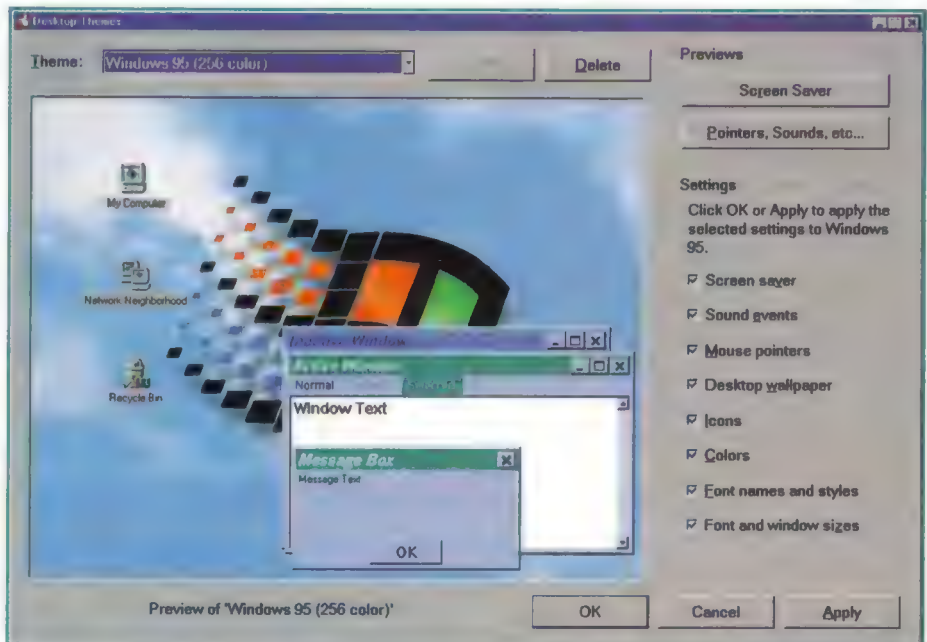 Desktop Themes
Theme:
Windows 95 (256 color)
Delete
Previews
Screen Saver
Pointers, Sounds, etc...
My Computer
Network Neighborhood
Recycle Bin
Inactive Window
Active
Normal
Window Text
Message Box
Message Text
OK
Settings
Click OK or Apply to apply the
selected settings to Windows
95.
Screen saver
Sound events
Mouse pointers
Desktop wallpaper
Icons
Colors
Font names and styles
Font and window sizes
Preview of 'Windows 95 (256 color)'
OK
Cancel
Apply